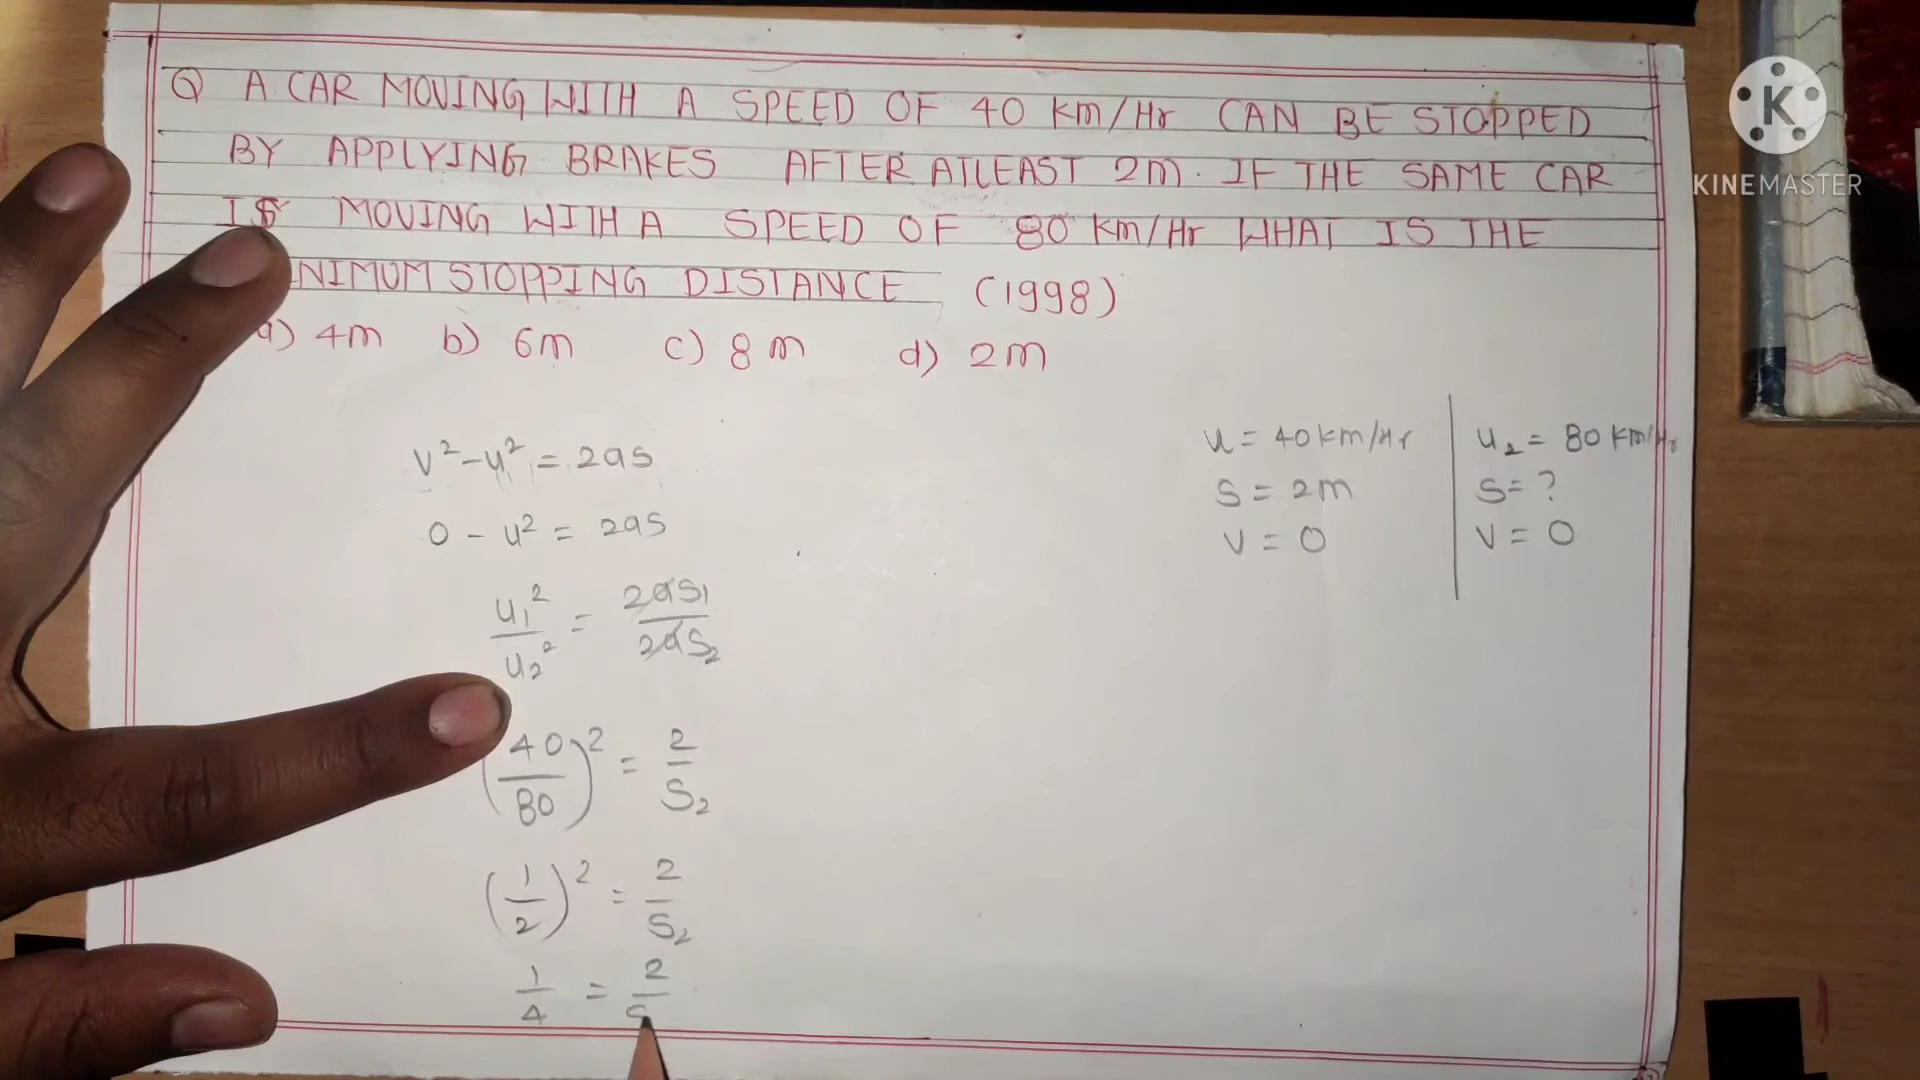 Q A CAR MOVING WITH A SPEED OF 40 KM/Hr CAN BE STOPPED
BY APPLYING BRAKES AFTER ATLEAST 2M. IF THE SAME CAR
IS MOVING WITH A SPEED OF 80 KM/Hr WHAT IS THE
NIMUM STOPPING DISTANCE (1998)
a) 4m b) 6m c) 8m d) 2m
V² - u² = 2as
0 - u² = 2as
u₁²/u₂² = 2as₁/2as₂
(40/80)² = 2/S₂
(1/2)² = 2/S₂
1/4 = 2/S
u = 40 km/Hr
S = 2m
V = 0
u₂ = 80 km/Hr
S = ?
V = 0
K
KINEMASTER